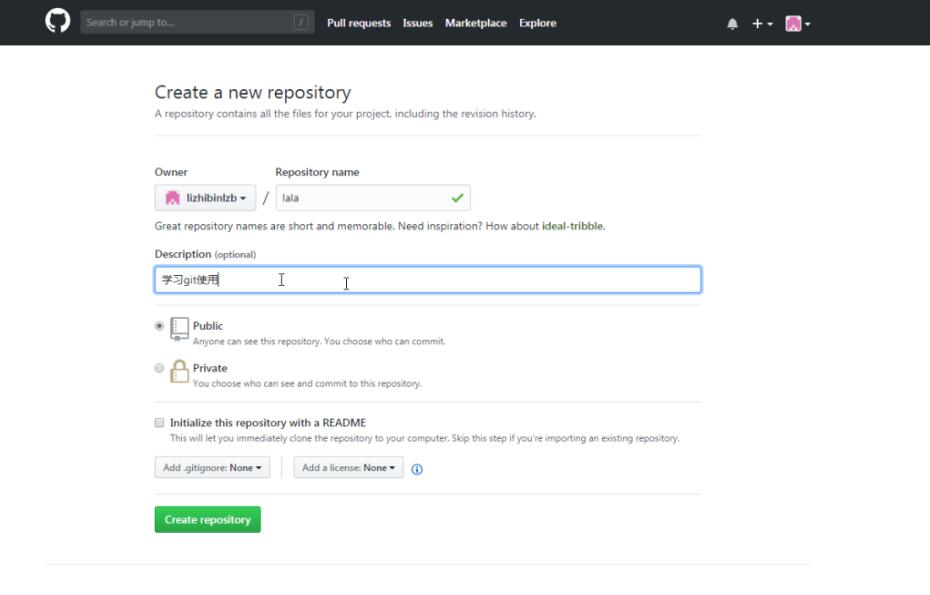 Search or jump to... /
Pull requests Issues Marketplace Explore
Create a new repository
A repository contains all the files for your project, including the revision history.
Owner Repository name
lizhibinlzb / lala
Great repository names are short and memorable. Need inspiration? How about ideal-tribble.
Description (optional)
学习git使用
Public
Anyone can see this repository. You choose who can commit.
Private
You choose who can see and commit to this repository.
Initialize this repository with a README
This will let you immediately clone the repository to your computer. Skip this step if you're importing an existing repository.
Add .gitignore: None Add a license: None
Create repository